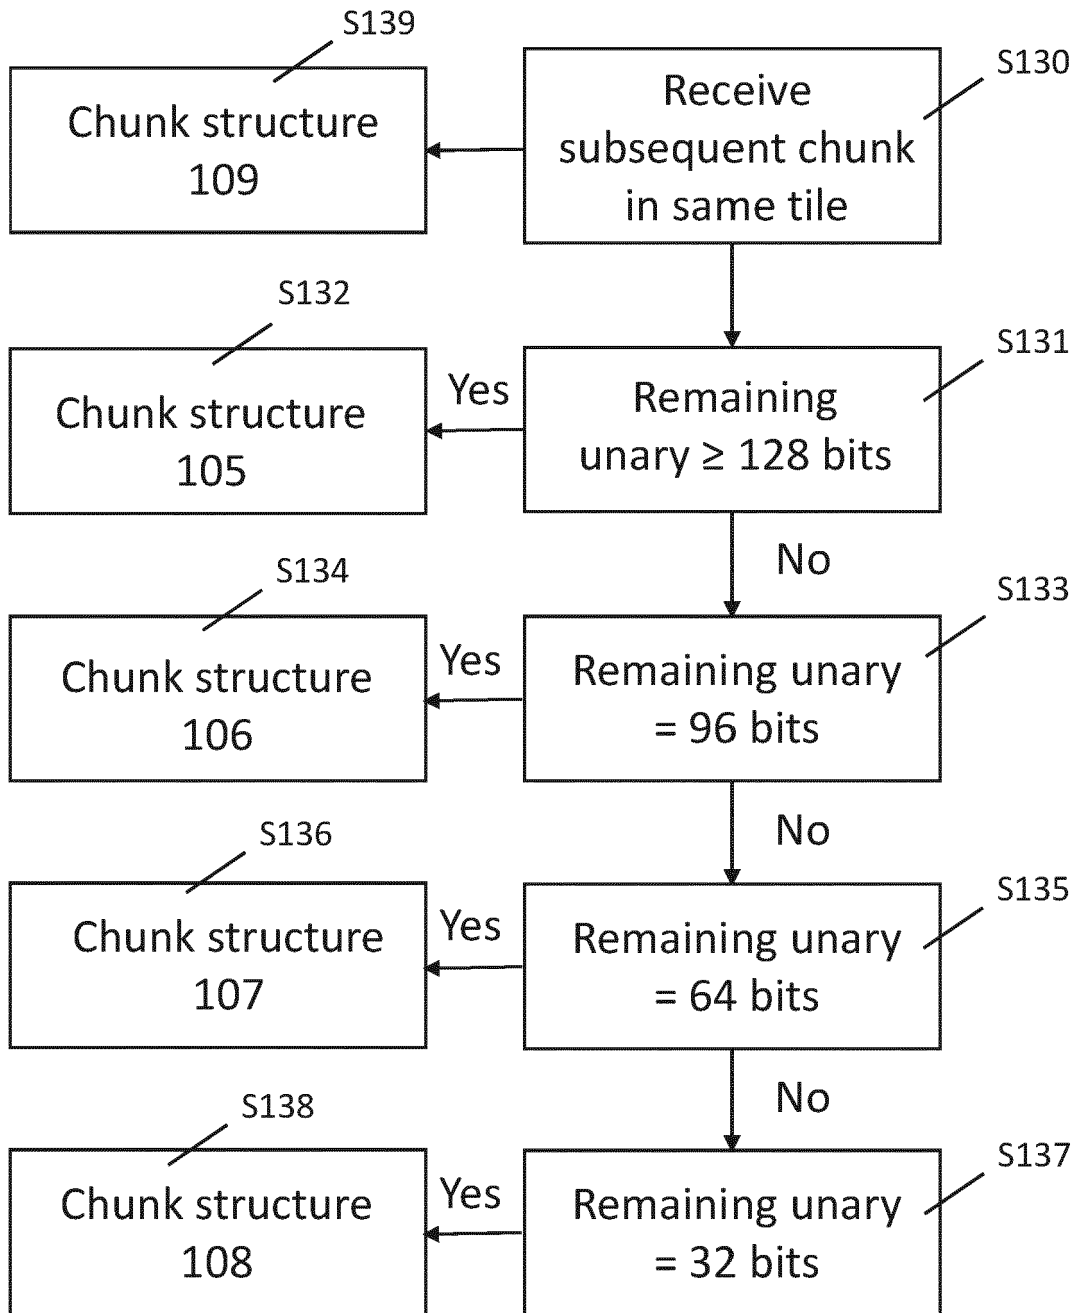 S139
S130
Chunk structure
109
Receive
subsequent chunk
in same tile
S132
S131
Chunk structure
105
Yes
Remaining
unary ≥ 128 bits
No
S134
S133
Chunk structure
106
Yes
Remaining unary
= 96 bits
No
S136
S135
Chunk structure
107
Yes
Remaining unary
= 64 bits
No
S138
S137
Chunk structure
108
Yes
Remaining unary
= 32 bits